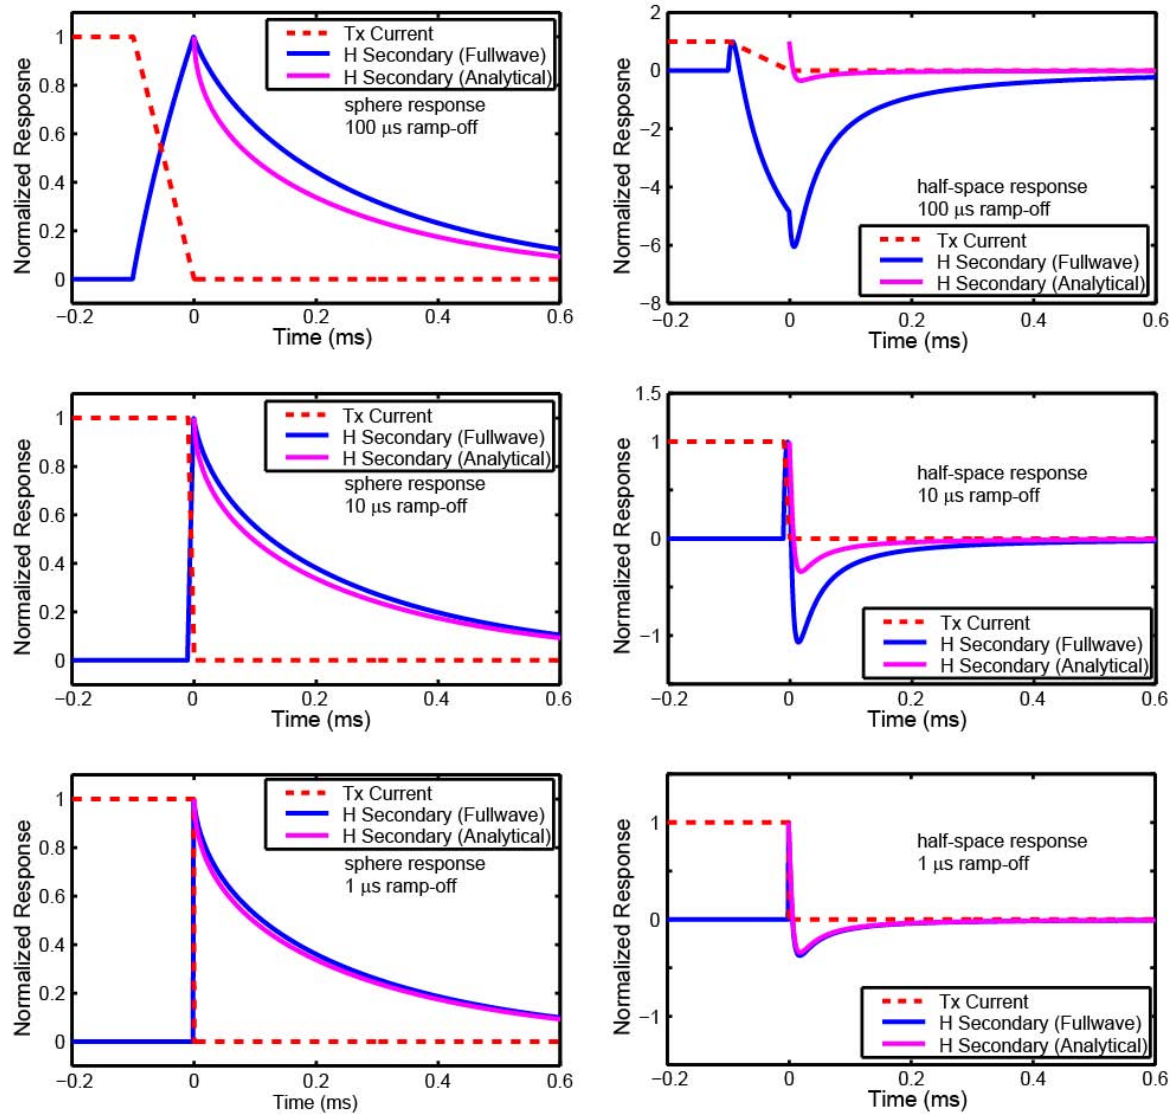 1
0.8
0.6
0.4
0.2
0
−0.2 0 0.2 0.4 0.6
Time (ms)
Normalized Resposne
Tx Current
H Secondary (Fullwave)
H Secondary (Analytical)
sphere response
100 μs ramp-off
2
0
−2
−4
−6
−8
−0.2 0 0.2 0.4 0.6
Time (ms)
Normalized Resposne
half-space response
100 μs ramp-off
Tx Current
H Secondary (Fullwave)
H Secondary (Analytical)
1
0.8
0.6
0.4
0.2
0
−0.2 0 0.2 0.4 0.6
Time (ms)
Normalized Response
Tx Current
H Secondary (Fullwave)
H Secondary (Analytical)
sphere response
10 μs ramp-off
1.5
1
0
−1
−0.2 0 0.2 0.4 0.6
Time (ms)
Normalized Response
half-space response
10 μs ramp-off
Tx Current
H Secondary (Fullwave)
H Secondary (Analytical)
1
0.8
0.6
0.4
0.2
0
−0.2 0 0.2 0.4 0.6
Time (ms)
Normalized Response
Tx Current
H Secondary (Fullwave)
H Secondary (Analytical)
sphere response
1 μs ramp-off
1
0
−1
−0.2 0 0.2 0.4 0.6
Time (ms)
Normalized Response
half-space response
1 μs ramp-off
Tx Current
H Secondary (Fullwave)
H Secondary (Analytical)